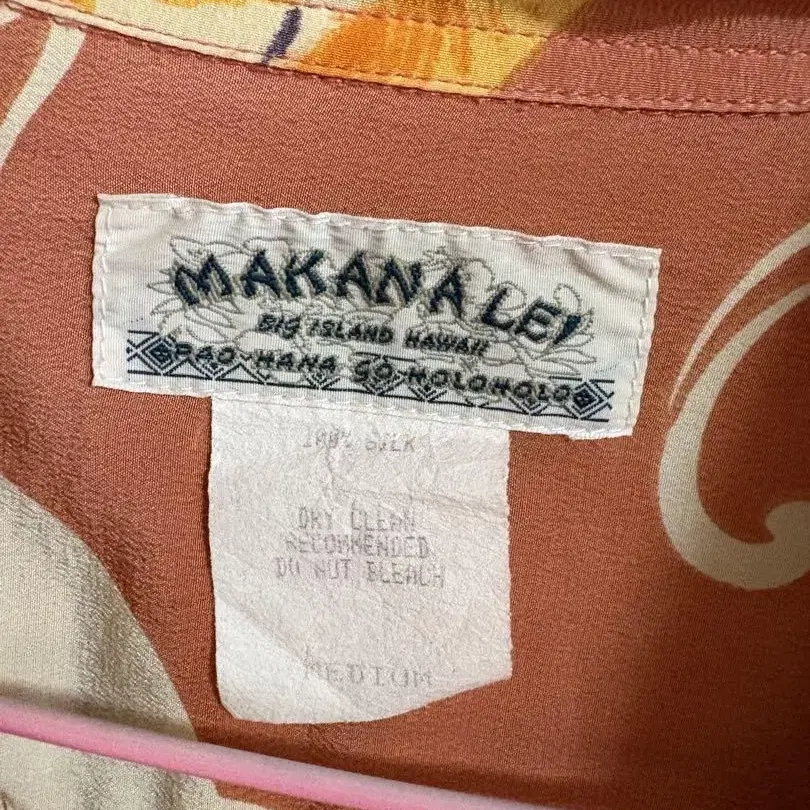 MAKANA LEI
BIG ISLAND HAWAII
PAO-HANA GO-HOLOHOLO
100% SILK
DRY CLEAN
RECOMMENDED
DO NOT BLEACH
MEDIUM